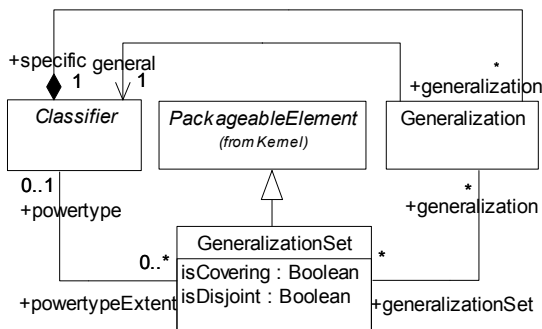 +specific
general
1
1
*
+generalization
Classifier
PackageableElement
(from Kernel)
Generalization
0..1
+powertype
*
+generalization
GeneralizationSet
0..*
*
isCovering : Boolean
isDisjoint : Boolean
+powertypeExtent
+generalizationSet